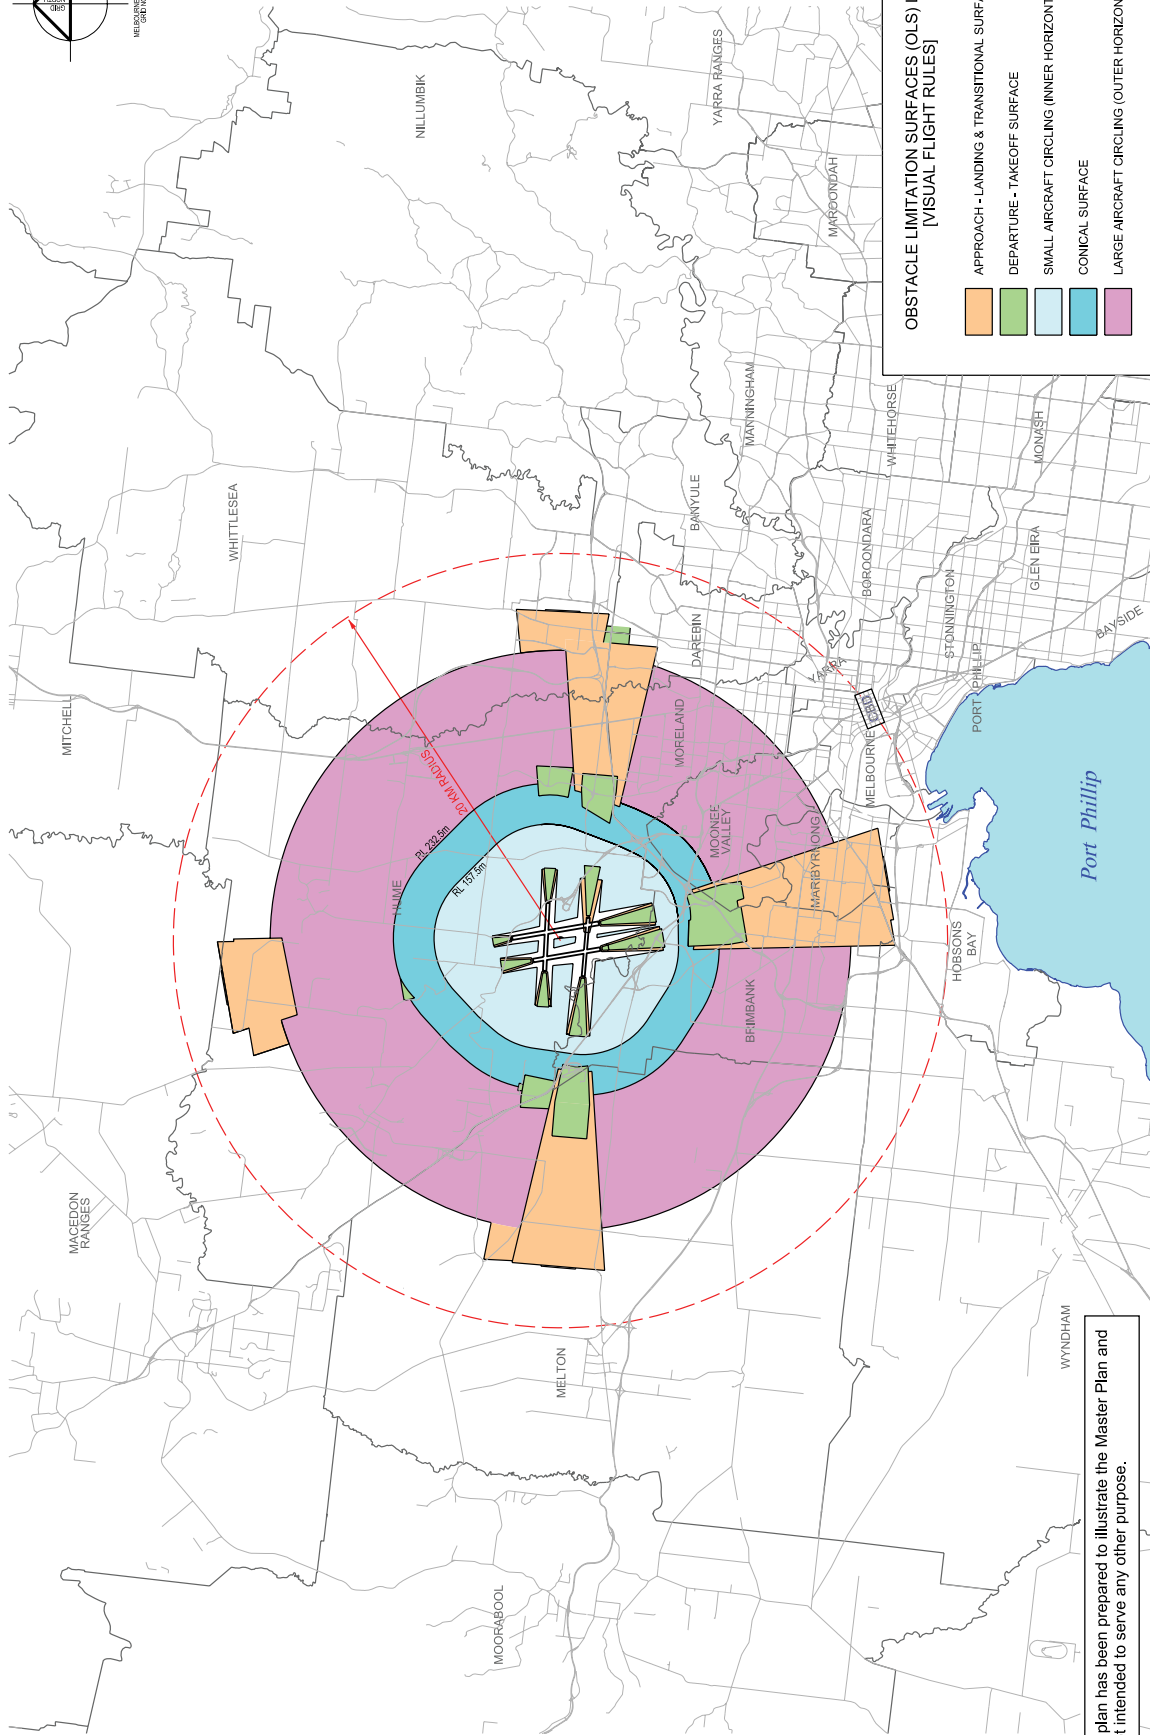 GRID
NORTH
MELBOURNE
NILLUMBIK
YARRA RANGES
MAROONDAH
WHITTLESEA
MANNINGHAM
WHITEHORSE
MONASH
BANYULE
BOROONDARA
GLEN EIRA
STONNINGTON
BAYSIDE
MITCHELL
DAREBIN
YARRA
PORT PHILLIP
20 KM RADIUS
MORELAND
CBD
MELBOURNE
RL 232.5m
RL 157.5m
HUME
MOONEE
VALLEY
MARIBYRNONG
Port Phillip
HOBSONS
BAY
BRIMBANK
MACEDON
RANGES
MELTON
WYNDHAM
MOORABOOL
OBSTACLE LIMITATION SURFACES (OLS)
[VISUAL FLIGHT RULES]
APPROACH - LANDING & TRANSITIONAL SURFA
DEPARTURE - TAKEOFF SURFACE
SMALL AIRCRAFT CIRCLING (INNER HORIZONT
CONICAL SURFACE
LARGE AIRCRAFT CIRCLING (OUTER HORIZON
plan has been prepared to illustrate the Master Plan and
t intended to serve any other purpose.